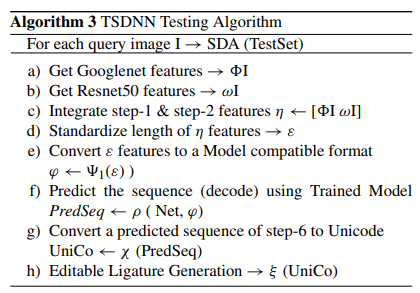 Algorithm 3 TSDNN Testing Algorithm
For each query image I → SDA (TestSet)
a) Get Googlenet features → ΦI
b) Get Resnet50 features → ωI
c) Integrate step-1 & step-2 features η ← [ΦI ωI]
d) Standardize length of η features → ε
e) Convert ε features to a Model compatible format
φ ← Ψ₁(ε) )
f) Predict the sequence (decode) using Trained Model
PredSeq ← ρ ( Net, φ)
g) Convert a predicted sequence of step-6 to Unicode
UniCo ← χ (PredSeq)
h) Editable Ligature Generation → ξ (UniCo)